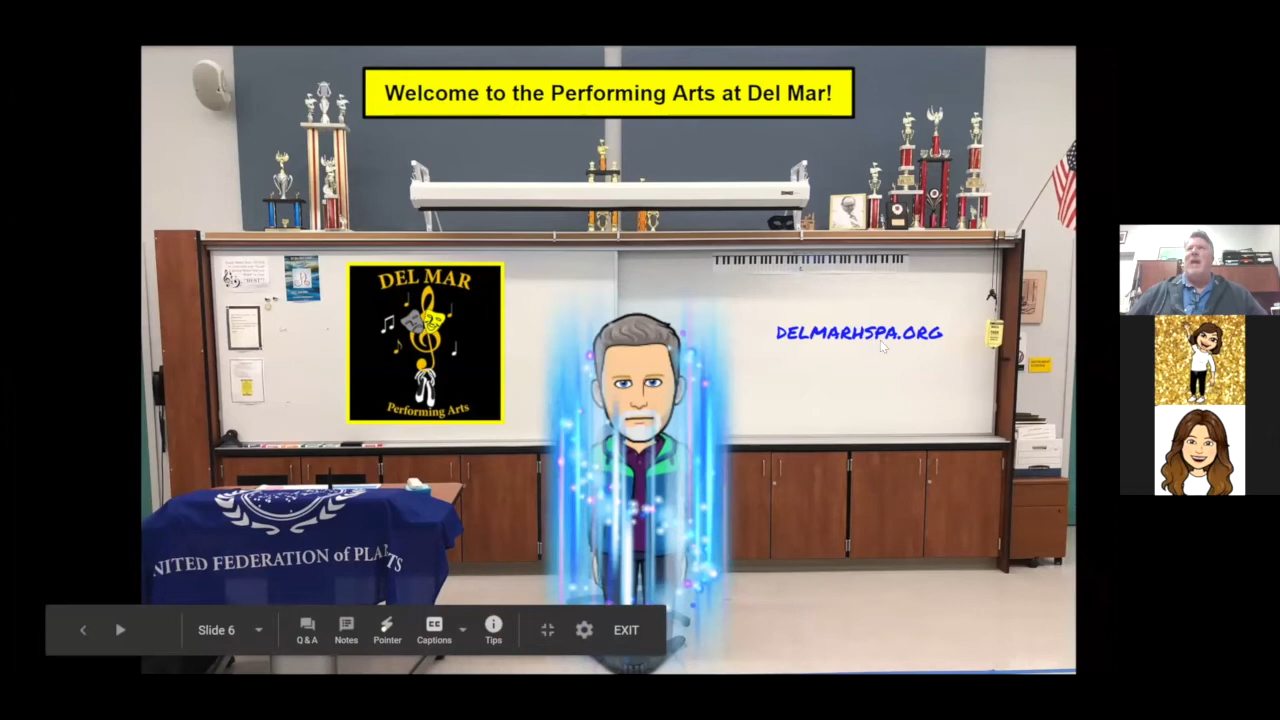 Welcome to the Performing Arts at Del Mar!
DEL MAR
Performing Arts
DELMARHSPA.ORG
NITED FEDERATION of PLA TS
Slide 6
Q & A
Notes
Pointer
Captions
CC
Tips
EXIT